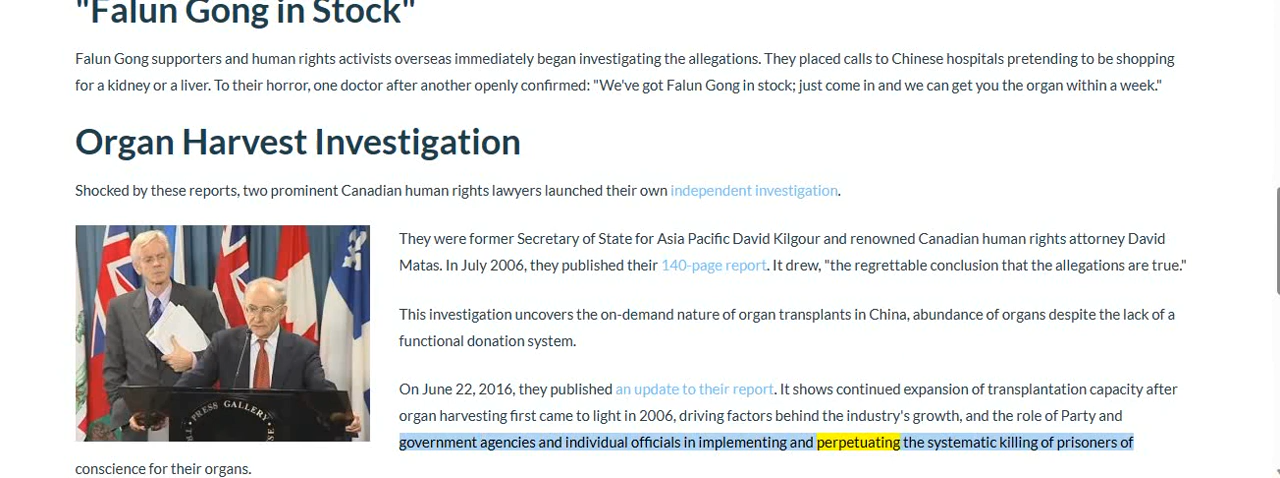 "Falun Gong in Stock"
Falun Gong supporters and human rights activists overseas immediately began investigating the allegations. They placed calls to Chinese hospitals pretending to be shopping
for a kidney or a liver. To their horror, one doctor after another openly confirmed: "We've got Falun Gong in stock; just come in and we can get you the organ within a week."
Organ Harvest Investigation
Shocked by these reports, two prominent Canadian human rights lawyers launched their own independent investigation.
They were former Secretary of State for Asia Pacific David Kilgour and renowned Canadian human rights attorney David
Matas. In July 2006, they published their 140-page report. It drew, "the regrettable conclusion that the allegations are true."
This investigation uncovers the on-demand nature of organ transplants in China, abundance of organs despite the lack of a
functional donation system.
On June 22, 2016, they published an update to their report. It shows continued expansion of transplantation capacity after
organ harvesting first came to light in 2006, driving factors behind the industry's growth, and the role of Party and
government agencies and individual officials in implementing and perpetuating the systematic killing of prisoners of
conscience for their organs.
PRESS GALLERY